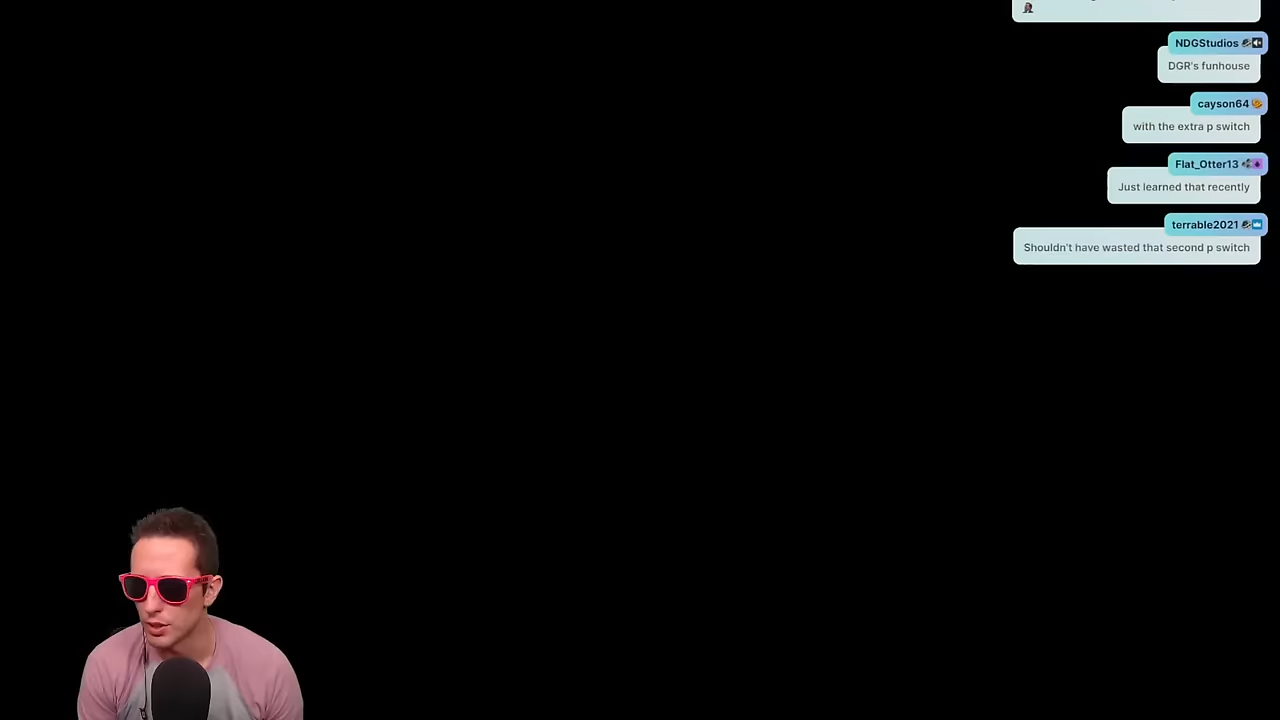 NDGStudios
DGR's funhouse
cayson64
with the extra p switch
Flat_Otter13
Just learned that recently
terrable2021
Shouldn't have wasted that second p switch